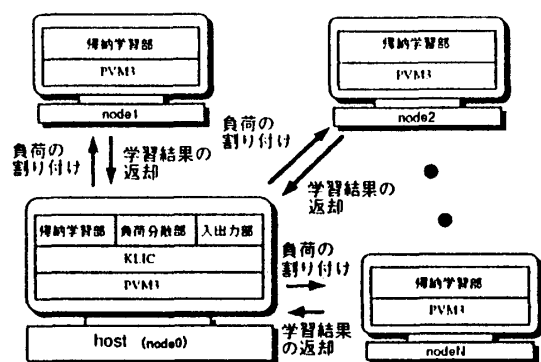 帰納学習部
PVM3
node1
帰納学習部
PVM3
node2
負荷の
割り付け
学習結果の
返却
負荷の
割り付け
学習結果の
返却
帰納学習部
負荷分散部
入出力部
KLIC
PVM3
host (node0)
負荷の
割り付け
学習結果の
返却
帰納学習部
PVM3
nodeN